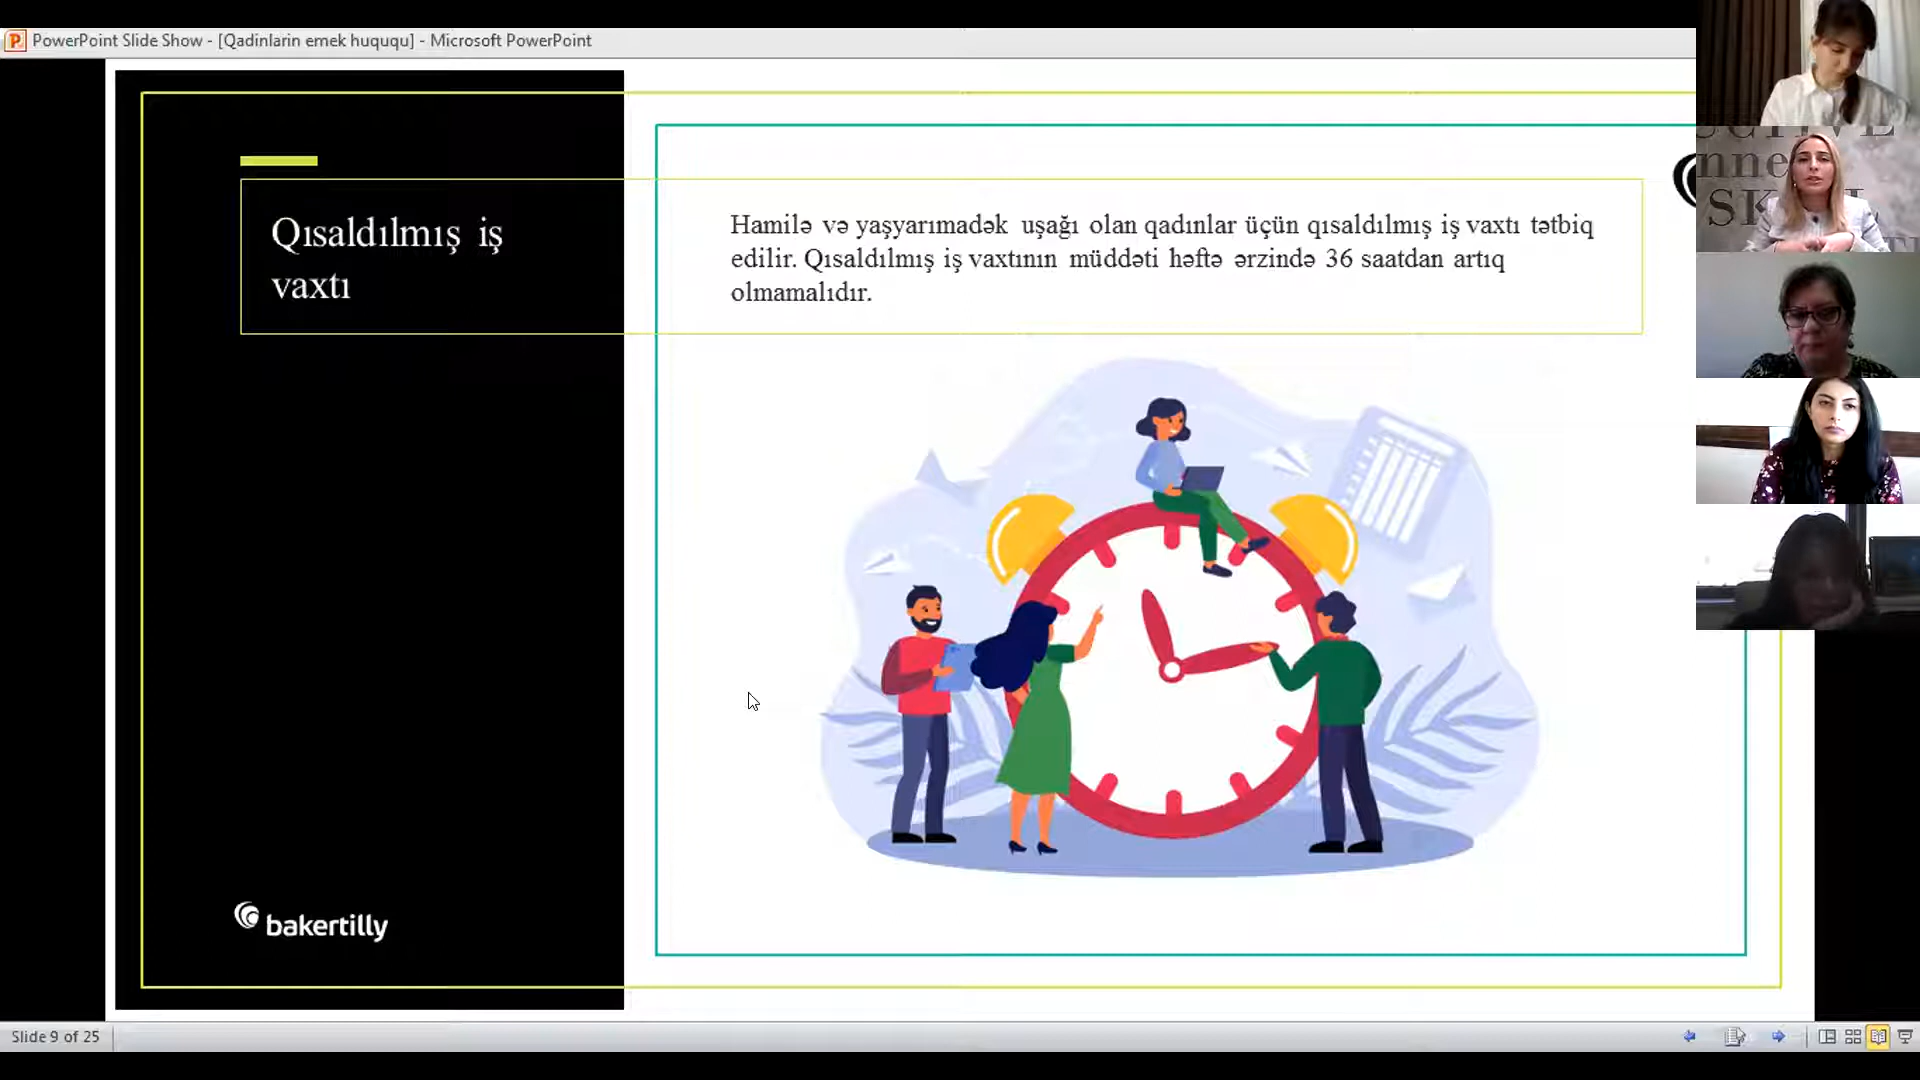 PowerPoint Slide Show - [Qadinlarin emek huququ] - Microsoft PowerPoint
Qısaldılmış iş
vaxtı
Hamilə və yaşyarımadək uşağı olan qadınlar üçün qısaldılmış iş vaxtı tətbiq
edilir. Qısaldılmış iş vaxtının müddəti həftə ərzində 36 saatdan artıq
olmamalıdır.
bakertilly
Slide 9 of 25